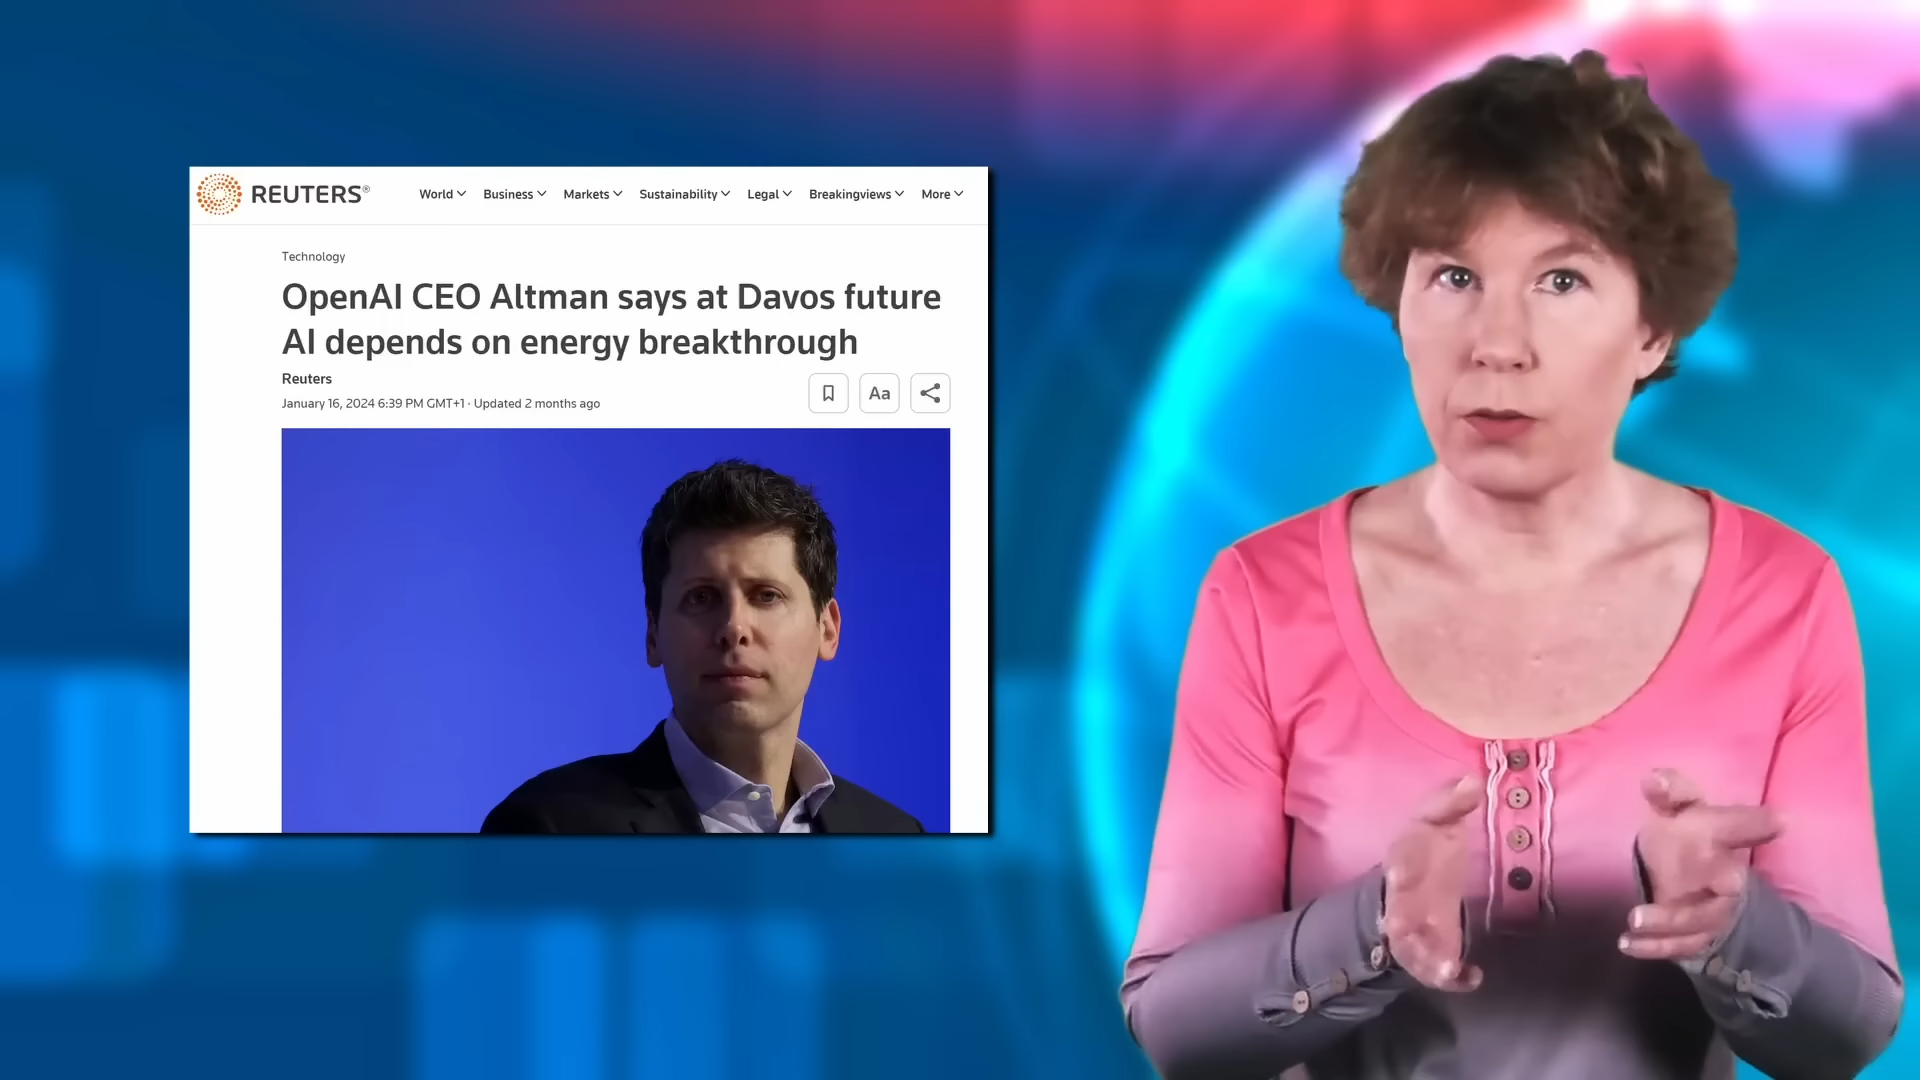 REUTERS®
World Business Markets Sustainability Legal Breakingviews More
Technology
OpenAI CEO Altman says at Davos future
AI depends on energy breakthrough
Reuters
January 16, 2024 6:39 PM GMT+1 · Updated 2 months ago
Aa